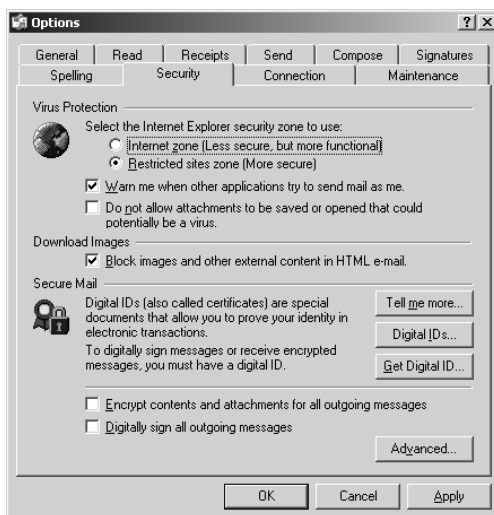 Options
General Read Receipts Send Compose Signatures
Spelling Security Connection Maintenance
Virus Protection
Select the Internet Explorer security zone to use:
Internet zone (Less secure, but more functional)
Restricted sites zone (More secure)
Warn me when other applications try to send mail as me.
Do not allow attachments to be saved or opened that could
potentially be a virus.
Download Images
Block images and other external content in HTML e-mail.
Secure Mail
Digital IDs (also called certificates) are special
documents that allow you to prove your identity in
electronic transactions.
Tell me more...
Digital IDs...
To digitally sign messages or receive encrypted
messages, you must have a digital ID.
Get Digital ID...
Encrypt contents and attachments for all outgoing messages
Digitally sign all outgoing messages
Advanced...
OK Cancel Apply